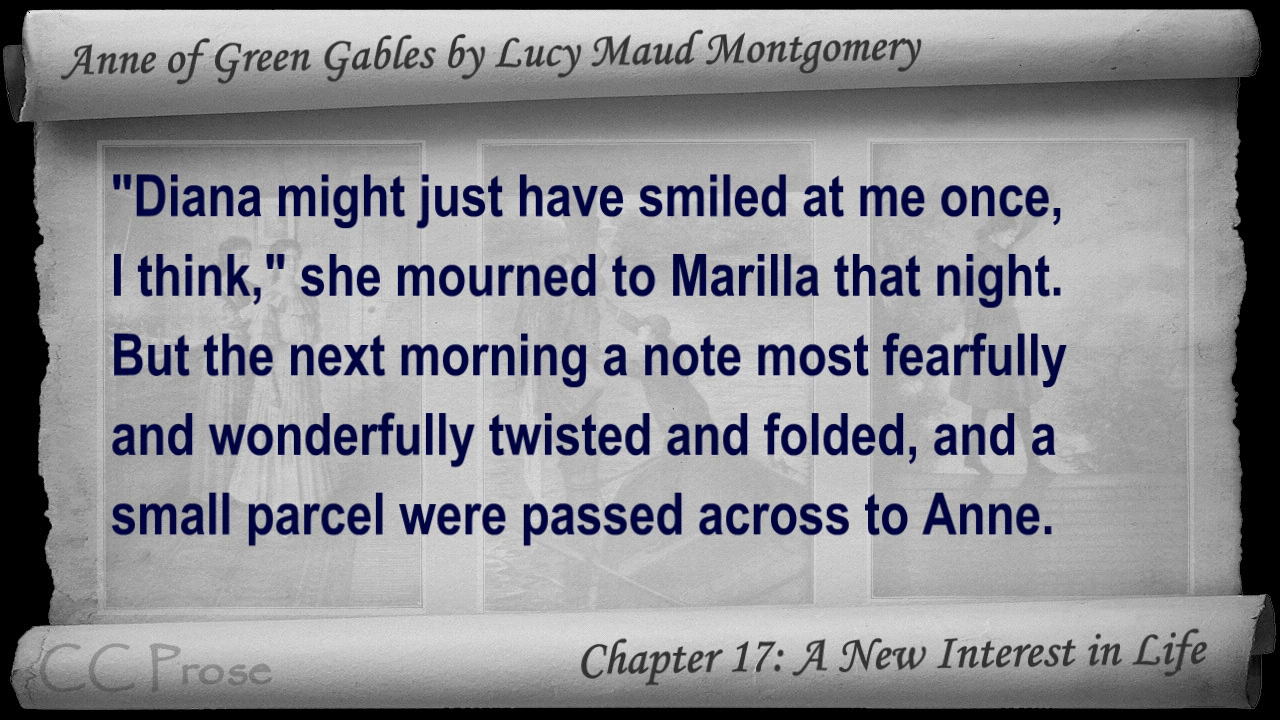 Anne of Green Gables by Lucy Maud Montgomery
"Diana might just have smiled at me once,
I think," she mourned to Marilla that night.
But the next morning a note most fearfully
and wonderfully twisted and folded, and a
small parcel were passed across to Anne.
CC Prose
Chapter 17: A New Interest in Life